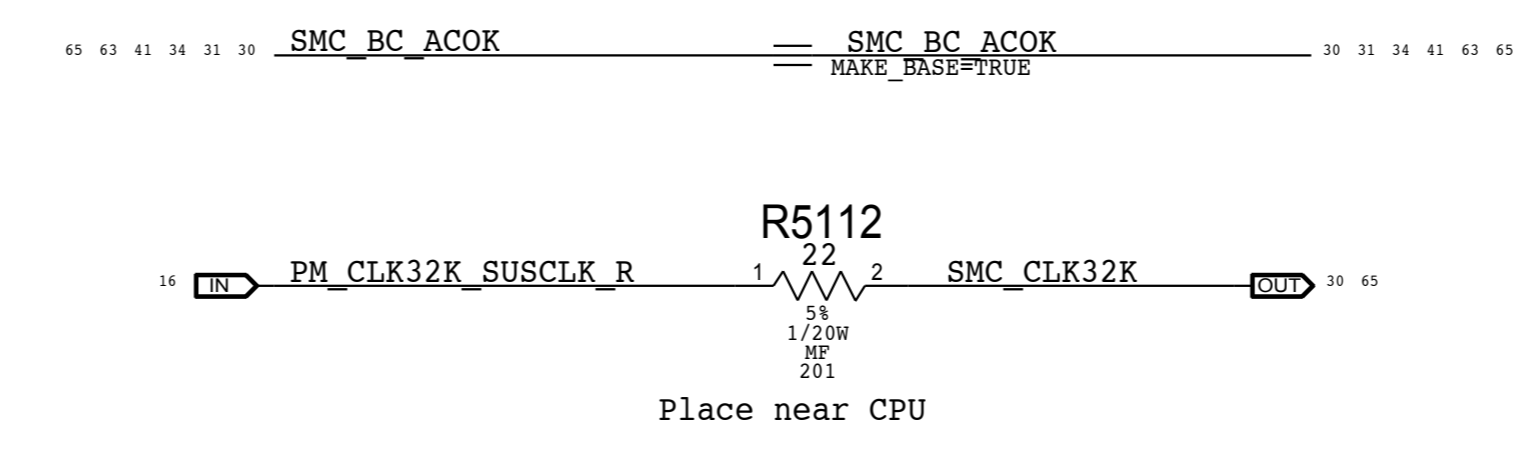 65 63 41 34 31 30 SMC_BC_ACOK SMC_BC_ACOK 30 31 34 41 63 65
MAKE_BASE=TRUE
R5112
22
16 IN PM_CLK32K_SUSCLK_R 1 2 SMC_CLK32K OUT 30 65
5%
1/20W
MF
201
Place near CPU